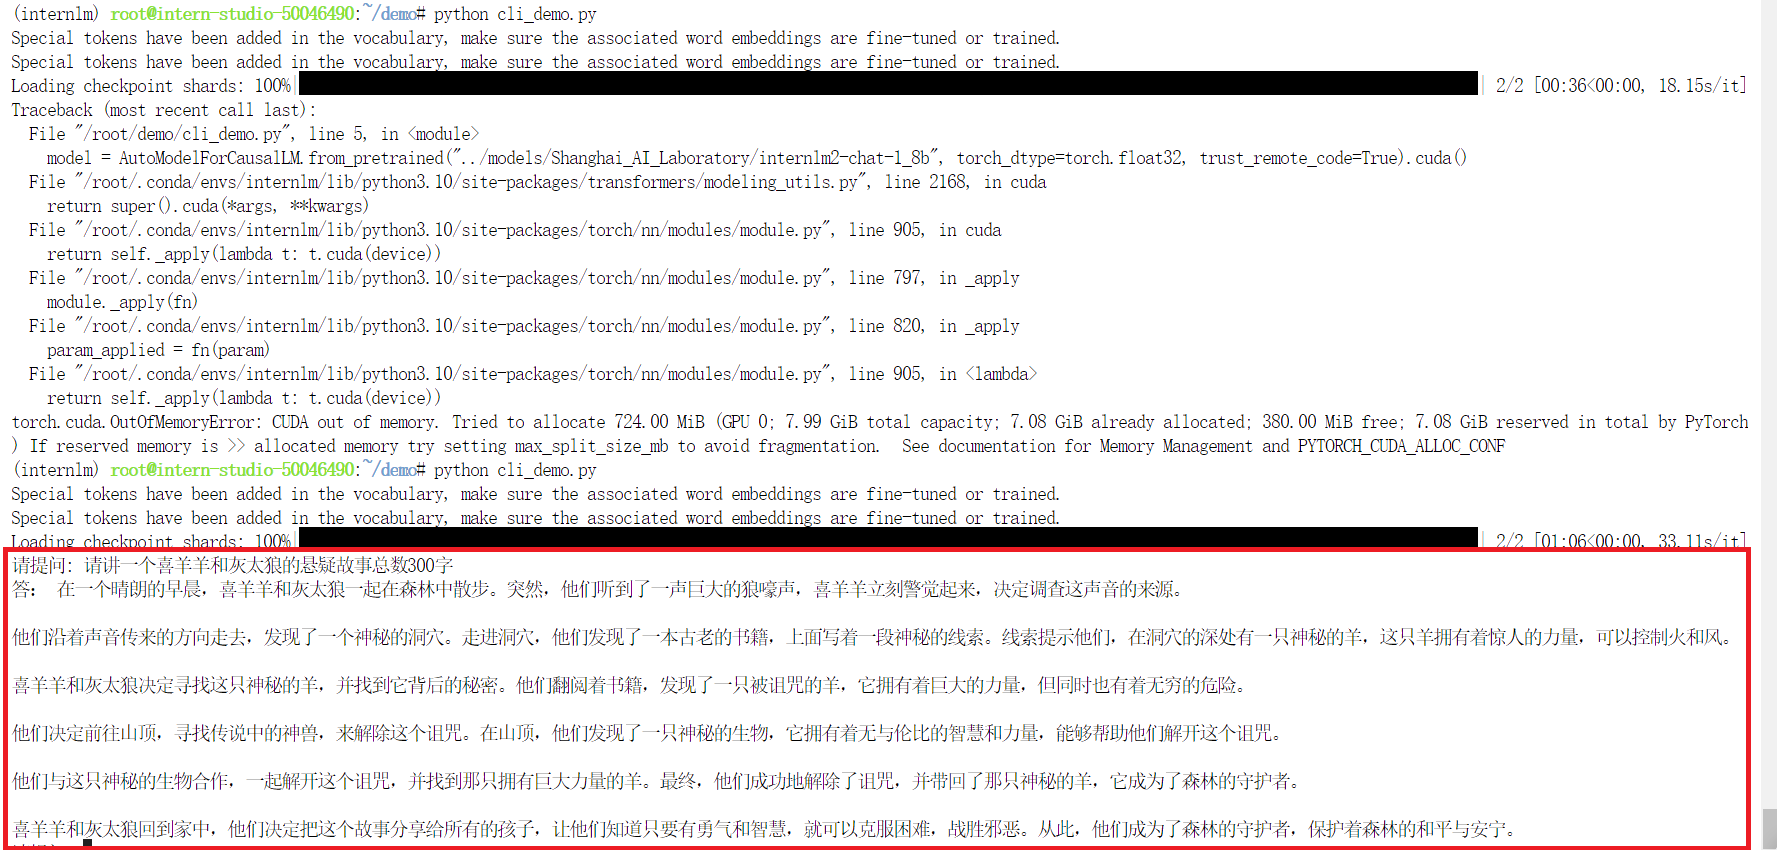 (internlm) root@intern-studio-50046490:~/demo# python cli_demo.py
Special tokens have been added in the vocabulary, make sure the associated word embeddings are fine-tuned or trained.
Special tokens have been added in the vocabulary, make sure the associated word embeddings are fine-tuned or trained.
Loading checkpoint shards: 100%| | 2/2 [00:36<00:00, 18.15s/it]
Traceback (most recent call last):
File "/root/demo/cli_demo.py", line 5, in <module>
model = AutoModelForCausalLM.from_pretrained("../models/Shanghai_AI_Laboratory/internlm2-chat-1_8b", torch_dtype=torch.float32, trust_remote_code=True).cuda()
File "/root/.conda/envs/internlm/lib/python3.10/site-packages/transformers/modeling_utils.py", line 2168, in cuda
return super().cuda(*args, **kwargs)
File "/root/.conda/envs/internlm/lib/python3.10/site-packages/torch/nn/modules/module.py", line 905, in cuda
return self._apply(lambda t: t.cuda(device))
File "/root/.conda/envs/internlm/lib/python3.10/site-packages/torch/nn/modules/module.py", line 797, in _apply
module._apply(fn)
File "/root/.conda/envs/internlm/lib/python3.10/site-packages/torch/nn/modules/module.py", line 820, in _apply
param_applied = fn(param)
File "/root/.conda/envs/internlm/lib/python3.10/site-packages/torch/nn/modules/module.py", line 905, in <lambda>
return self._apply(lambda t: t.cuda(device))
torch.cuda.OutOfMemoryError: CUDA out of memory. Tried to allocate 724.00 MiB (GPU 0; 7.99 GiB total capacity; 7.08 GiB already allocated; 380.00 MiB free; 7.08 GiB reserved in total by PyTorch
) If reserved memory is >> allocated memory try setting max_split_size_mb to avoid fragmentation.  See documentation for Memory Management and PYTORCH_CUDA_ALLOC_CONF
(internlm) root@intern-studio-50046490:~/demo# python cli_demo.py
Special tokens have been added in the vocabulary, make sure the associated word embeddings are fine-tuned or trained.
Special tokens have been added in the vocabulary, make sure the associated word embeddings are fine-tuned or trained.
Loading checkpoint shards: 100%| | 2/2 [01:06<00:00, 33.11s/it]
请提问: 请讲一个喜羊羊和灰太狼的悬疑故事总数300字
答： 在一个晴朗的早晨，喜羊羊和灰太狼一起在森林中散步。突然，他们听到了一声巨大的狼嚎声，喜羊羊立刻警觉起来，决定调查这声音的来源。
他们沿着声音传来的方向走去，发现了一个神秘的洞穴。走进洞穴，他们发现了一本古老的书籍，上面写着一段神秘的线索。线索提示他们，在洞穴的深处有一只神秘的羊，这只羊拥有着惊人的力量，可以控制火和风。
喜羊羊和灰太狼决定寻找这只神秘的羊，并找到它背后的秘密。他们翻阅着书籍，发现了一只被诅咒的羊，它拥有着巨大的力量，但同时也有着无穷的危险。
他们决定前往山顶，寻找传说中的神兽，来解除这个诅咒。在山顶，他们发现了一只神秘的生物，它拥有着无与伦比的智慧和力量，能够帮助他们解开这个诅咒。
他们与这只神秘的生物合作，一起解开这个诅咒，并找到那只拥有巨大力量的羊。最终，他们成功地解除了诅咒，并带回了那只神秘的羊，它成为了森林的守护者。
喜羊羊和灰太狼回到家中，他们决定把这个故事分享给所有的孩子，让他们知道只要有勇气和智慧，就可以克服困难，战胜邪恶。从此，他们成为了森林的守护者，保护着森林的和平与安宁。